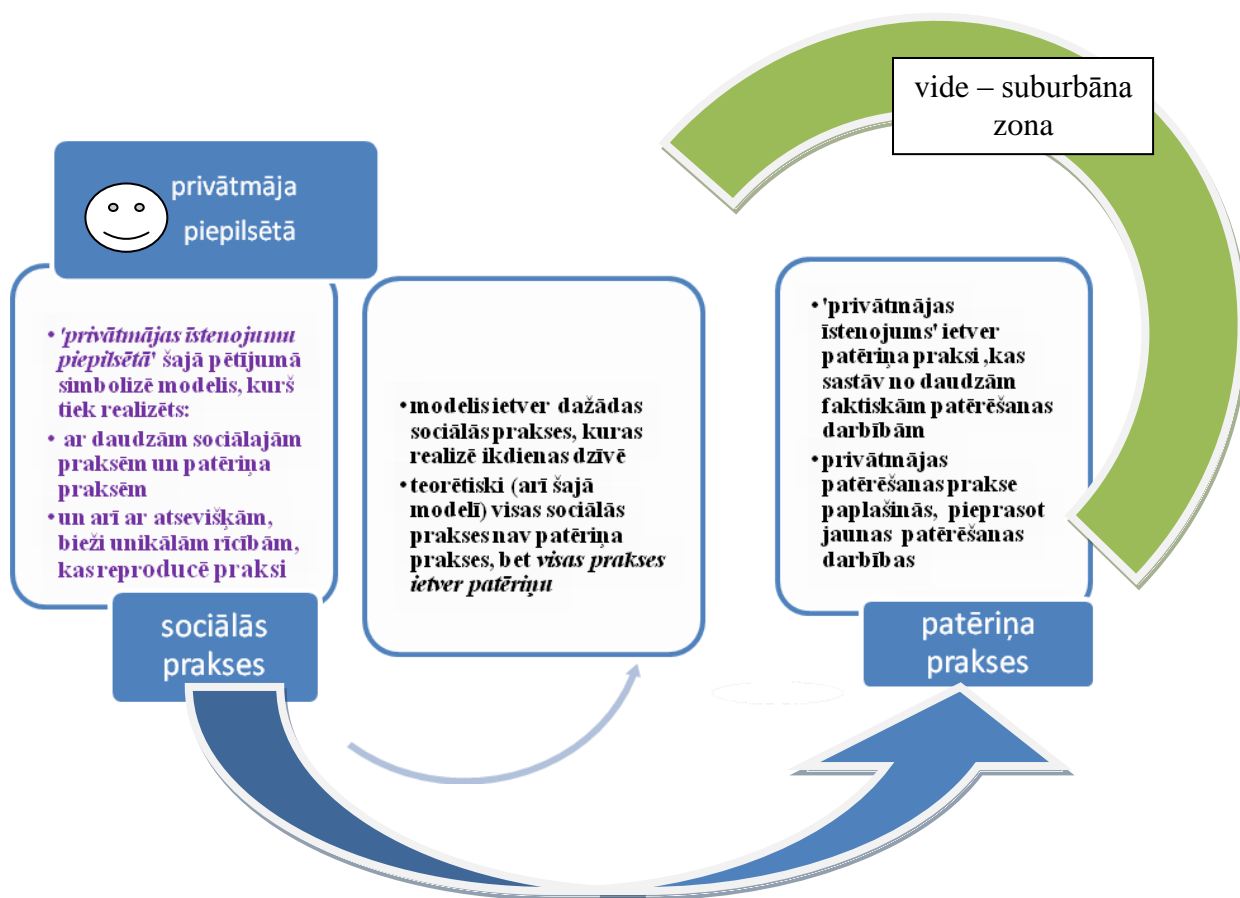 vide – suburbāna
zona
privātmāja
piepilsētā
• 'privātmājas īstenojumu
piepilsētā' šajā pētījumā
simbolizē modelis, kurš
tiek realizēts:
• ar daudzām sociālajām
praksēm un patēriņa
praksēm
• un arī ar atsevišķām,
bieži unikālām rīcībām,
kas reproducē praksi
sociālās
prakses
• modelis ietver dažādas
sociālās prakses, kuras
realizē ikdienas dzīvē
• teorētiski (arī šajā
modelī) visas sociālās
prakses nav patēriņa
prakses, bet visas prakses
ietver patēriņu
• 'privātmājas
īstenojums' ietver
patēriņa praksi ,kas
sastāv no daudzām
faktiskām patērēšanas
darbībām
• privātmājas
patērēšanas prakse
paplašinās, pieprasot
jaunas patērēšanas
darbības
patēriņa
prakses